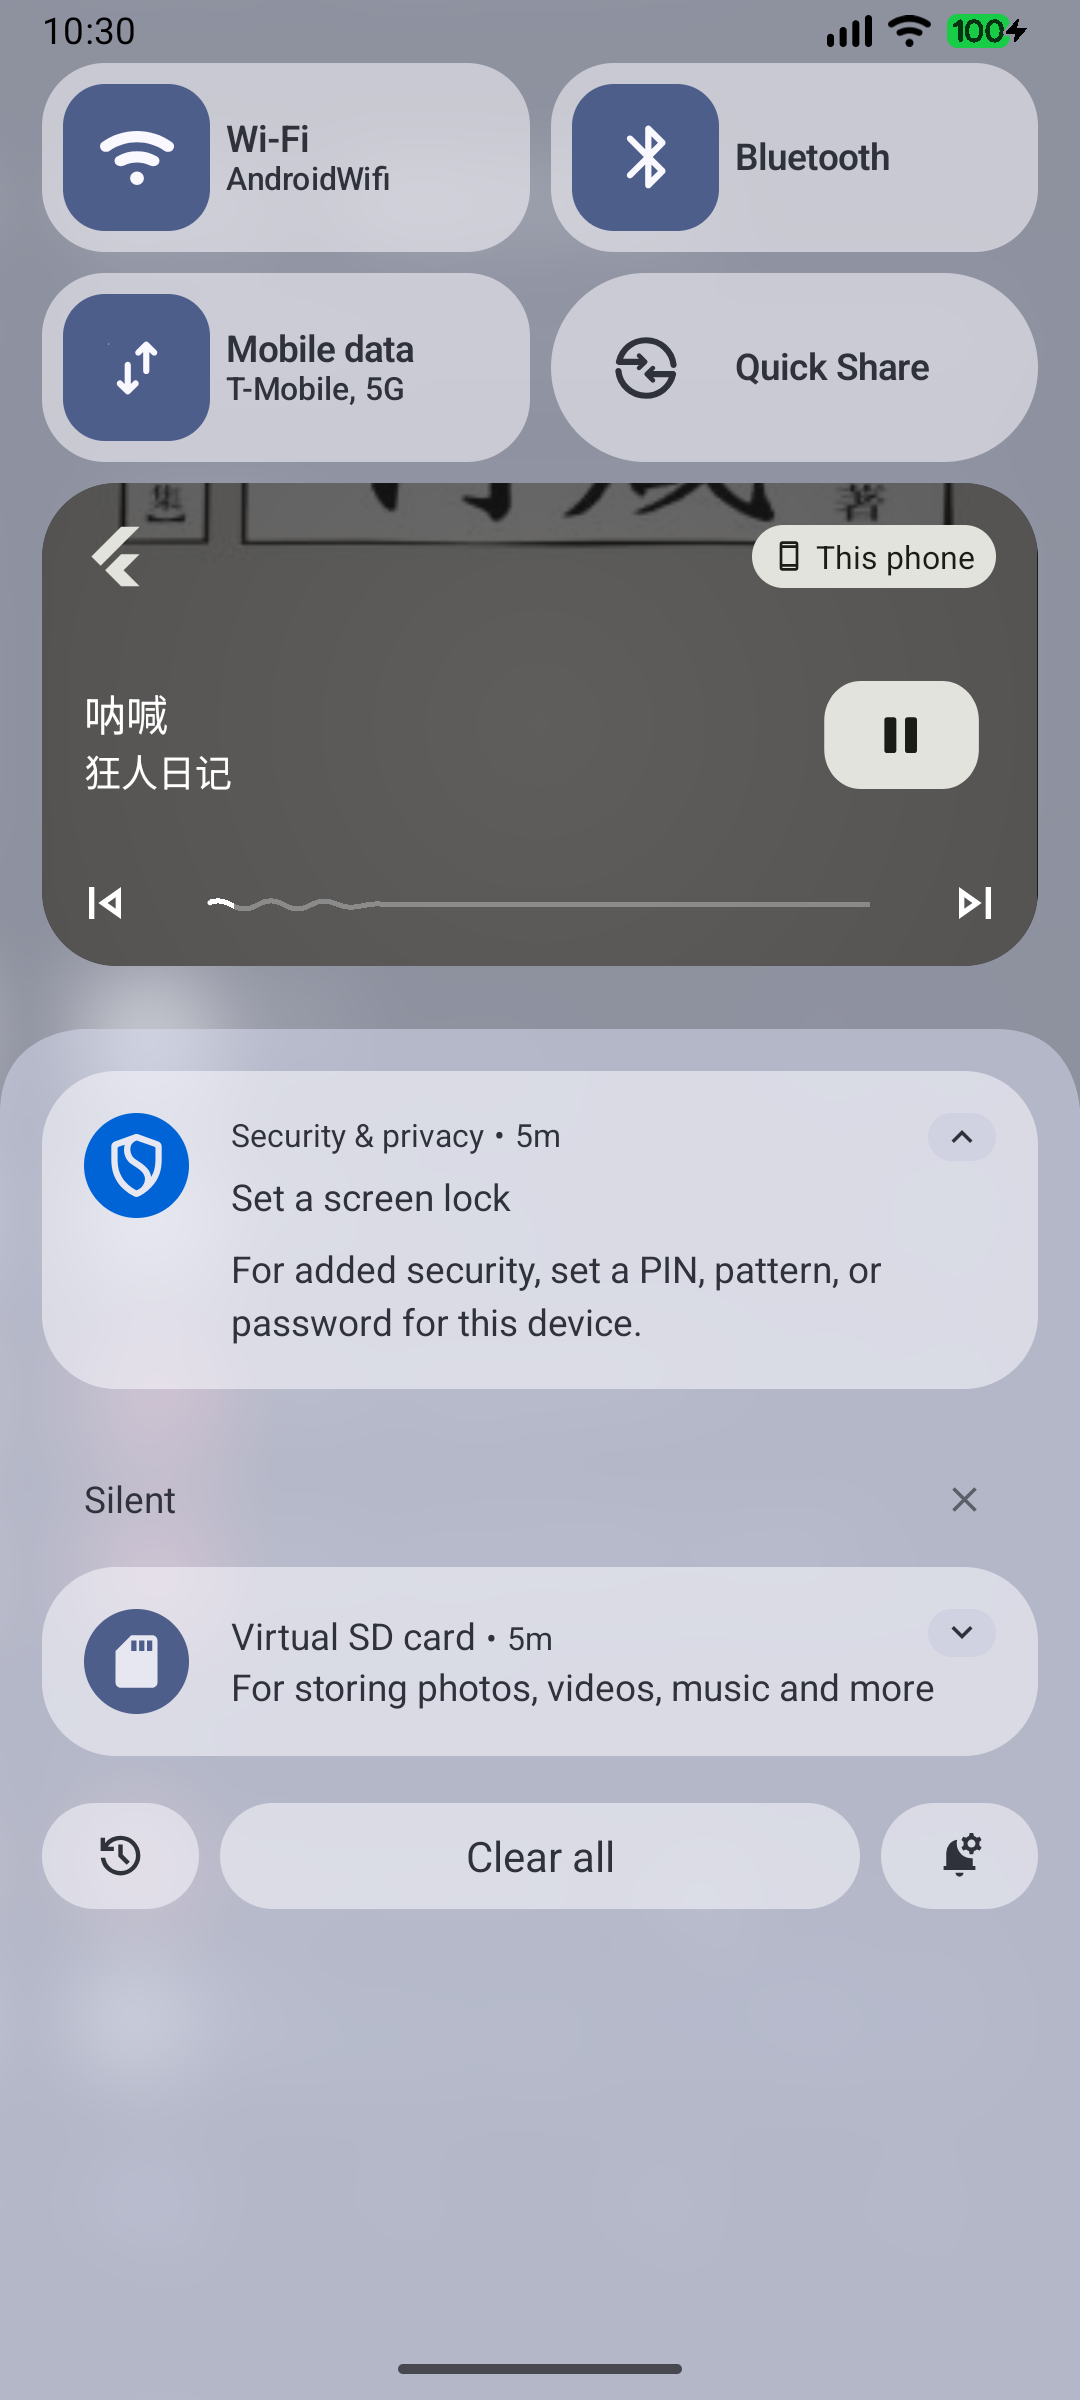 10:30
100
Wi-Fi
AndroidWifi
Bluetooth
Mobile data
T-Mobile, 5G
Quick Share
集】
著
This phone
呐喊
狂人日记
Security & privacy • 5m
Set a screen lock
For added security, set a PIN, pattern, or
password for this device.
Silent
Virtual SD card • 5m
For storing photos, videos, music and more
Clear all